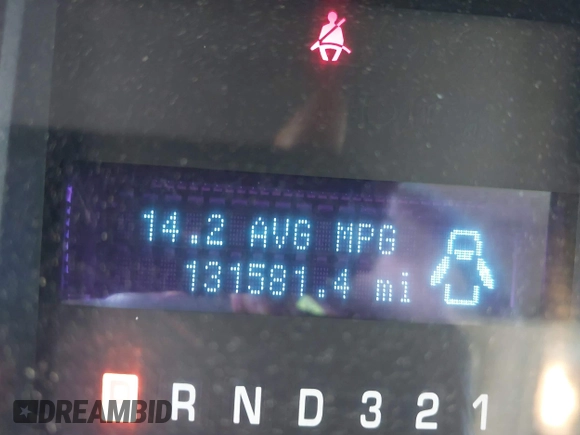 14.2 AVG MPG
131581.4 mi
P R N D 3 2 1
DREAMBID